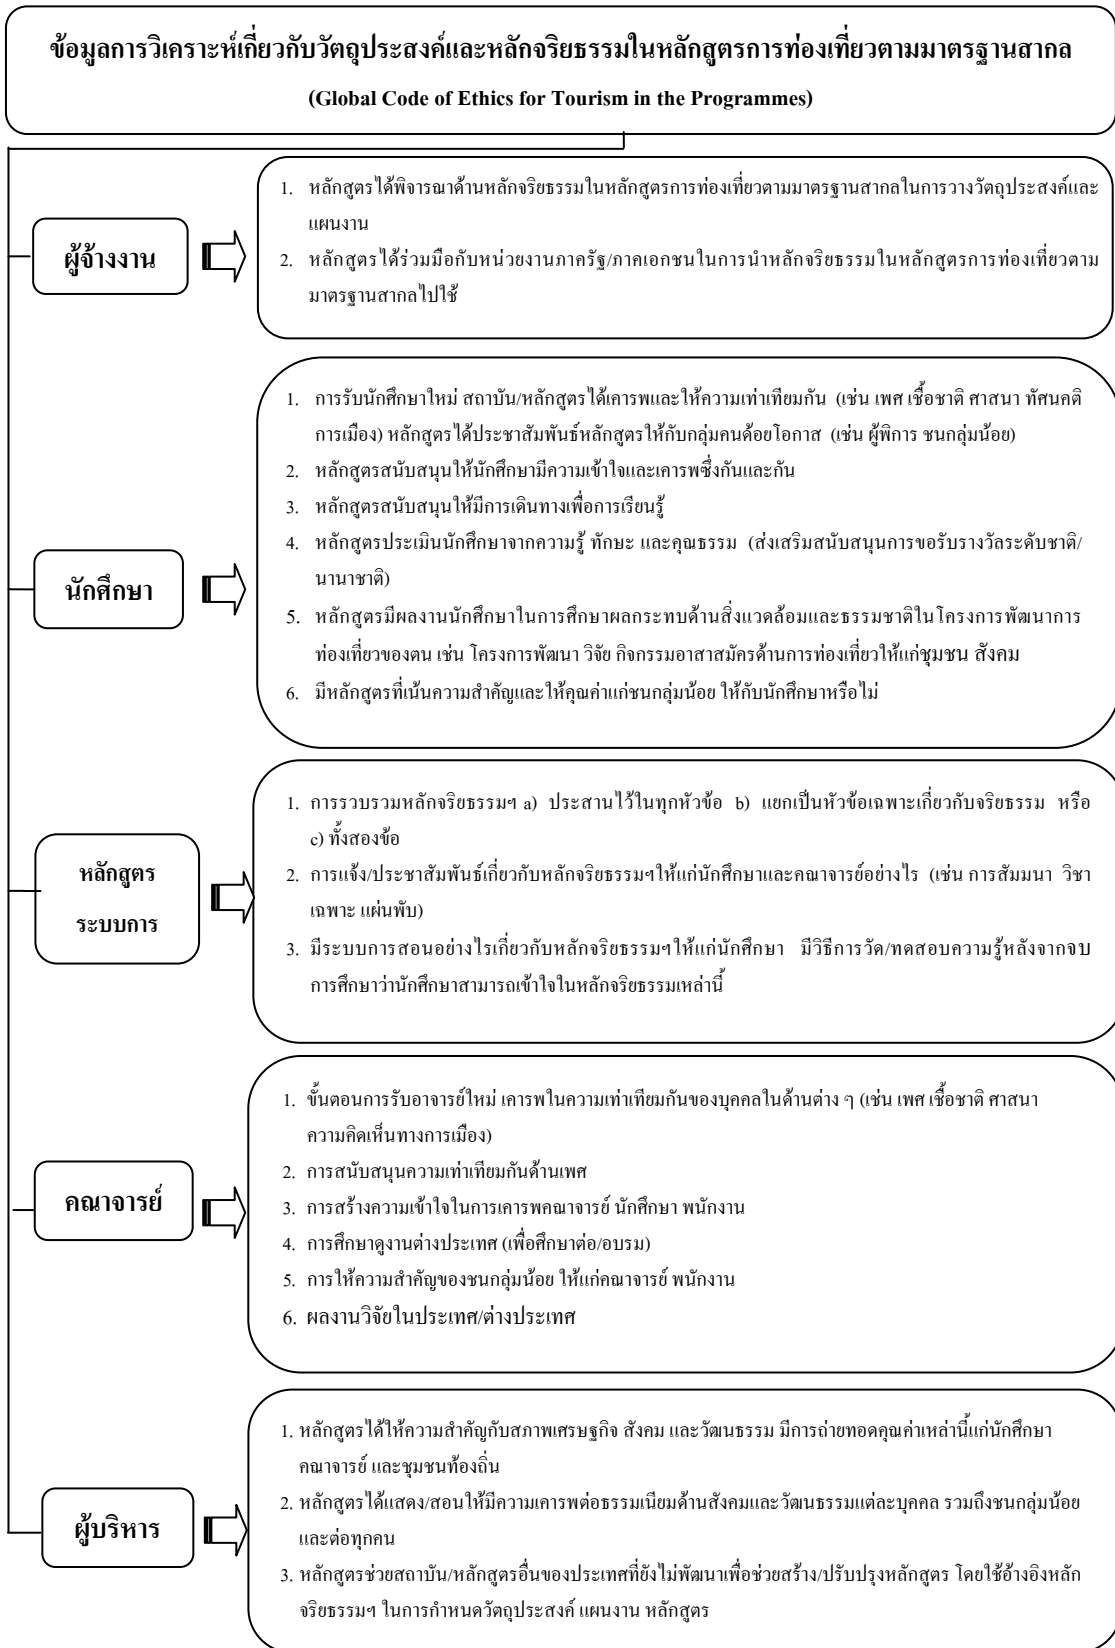 ข้อมูลการวิเคราะห์เกี่ยวกับวัตถุประสงค์และหลักจริยธรรมในหลักสูตรการท่องเที่ยวตามมาตรฐานสากล
(Global Code of Ethics for Tourism in the Programmes)
ผู้จ้างงาน
1. หลักสูตรได้พิจารณาด้านหลักจริยธรรมในหลักสูตรการท่องเที่ยวตามมาตรฐานสากลในการวางวัตถุประสงค์และ
แผนงาน
2. หลักสูตรได้ร่วมมือกับหน่วยงานภาครัฐ/ภาคเอกชนในการนำหลักจริยธรรมในหลักสูตรการท่องเที่ยวตาม
มาตรฐานสากลไปใช้
นักศึกษา
1. การรับนักศึกษาใหม่ สถาบัน/หลักสูตรได้เคารพและให้ความเท่าเทียมกัน (เช่น เพศ เชื้อชาติ ศาสนา ทัศนคติ
การเมือง) หลักสูตรได้ประชาสัมพันธ์หลักสูตรให้กับกลุ่มคนด้อยโอกาส (เช่น ผู้พิการ ชนกลุ่มน้อย)
2. หลักสูตรสนับสนุนให้นักศึกษามีความเข้าใจและเคารพซึ่งกันและกัน
3. หลักสูตรสนับสนุนให้มีการเดินทางเพื่อการเรียนรู้
4. หลักสูตรประเมินนักศึกษาจากความรู้ ทักษะ และคุณธรรม (ส่งเสริมสนับสนุนการขอรับรางวัลระดับชาติ/
นานาชาติ)
5. หลักสูตรมีผลงานนักศึกษาในการศึกษาผลกระทบด้านสิ่งแวดล้อมและธรรมชาติในโครงการพัฒนาการ
ท่องเที่ยวของตน เช่น โครงการพัฒนา วิจัย กิจกรรมอาสาสมัครด้านการท่องเที่ยวให้แก่ชุมชน สังคม
6. มีหลักสูตรที่เน้นความสำคัญและให้คุณค่าแก่ชนกลุ่มน้อย ให้กับนักศึกษาหรือไม่
หลักสูตร
ระบบการ
1. การรวบรวมหลักจริยธรรมฯ a) ประสานไว้ในทุกหัวข้อ b) แยกเป็นหัวข้อเฉพาะเกี่ยวกับจริยธรรม หรือ
c) ทั้งสองข้อ
2. การแจ้ง/ประชาสัมพันธ์เกี่ยวกับหลักจริยธรรมฯให้แก่นักศึกษาและคณาจารย์อย่างไร (เช่น การสัมมนา วิชา
เฉพาะ แผ่นพับ)
3. มีระบบการสอนอย่างไรเกี่ยวกับหลักจริยธรรมฯให้แก่นักศึกษา มีวิธีการวัด/ทดสอบความรู้หลังจากจบ
การศึกษาว่านักศึกษาสามารถเข้าใจในหลักจริยธรรมเหล่านี้
คณาจารย์
1. ขั้นตอนการรับอาจารย์ใหม่ เคารพในความเท่าเทียมกันของบุคคลในด้านต่าง ๆ (เช่น เพศ เชื้อชาติ ศาสนา
ความคิดเห็นทางการเมือง)
2. การสนับสนุนความเท่าเทียมกันด้านเพศ
3. การสร้างความเข้าใจในการเคารพคณาจารย์ นักศึกษา พนักงาน
4. การศึกษาดูงานต่างประเทศ (เพื่อศึกษาต่อ/อบรม)
5. การให้ความสำคัญของชนกลุ่มน้อย ให้แก่คณาจารย์ พนักงาน
6. ผลงานวิจัยในประเทศ/ต่างประเทศ
ผู้บริหาร
1. หลักสูตรได้ให้ความสำคัญกับสภาพเศรษฐกิจ สังคม และวัฒนธรรม มีการถ่ายทอดคุณค่าเหล่านี้แก่นักศึกษา
คณาจารย์ และชุมชนท้องถิ่น
2. หลักสูตรได้แสดง/สอนให้มีความเคารพต่อธรรมเนียมด้านสังคมและวัฒนธรรมแต่ละบุคคล รวมถึงชนกลุ่มน้อย
และต่อทุกคน
3. หลักสูตรช่วยสถาบัน/หลักสูตรอื่นของประเทศที่ยังไม่พัฒนาเพื่อช่วยสร้าง/ปรับปรุงหลักสูตร โดยใช้อ้างอิงหลัก
จริยธรรมฯ ในการกำหนดวัตถุประสงค์ แผนงาน หลักสูตร